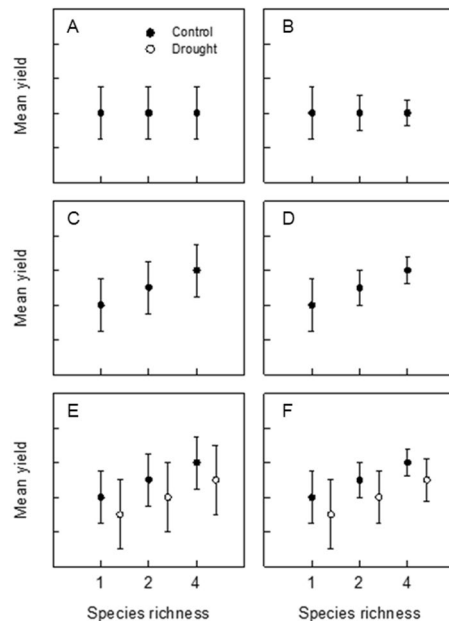 A
Control
Drought
B
Mean yield
C
D
Mean yield
E
F
Mean yield
1 2 4
1 2 4
Species richness
Species richness